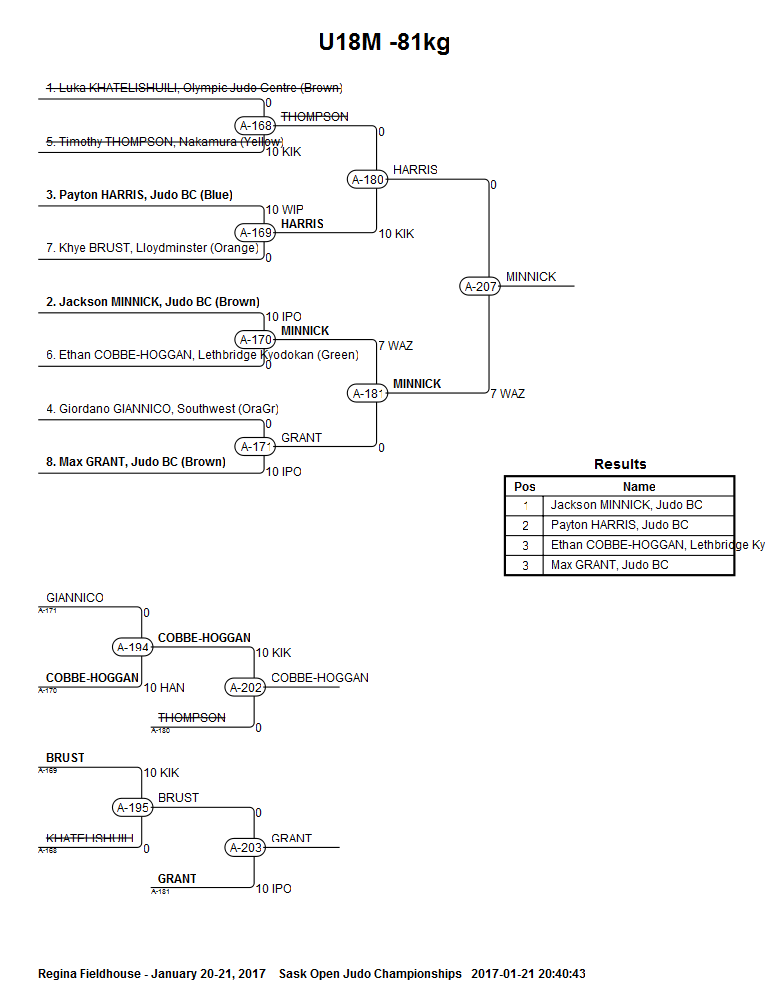 U18M -81kg
1. Luka KHATELISHUILI, Olympic Judo Centre (Brown)
0
A-168
THOMPSON
5. Timothy THOMPSON, Nakamura (Yellow)
10 KIK
0
A-180
HARRIS
3. Payton HARRIS, Judo BC (Blue)
10 WIP
A-169
HARRIS
10 KIK
7. Khye BRUST, Lloydminster (Orange)
0
0
A-207
MINNICK
2. Jackson MINNICK, Judo BC (Brown)
10 IPO
A-170
MINNICK
7 WAZ
6. Ethan COBBE-HOGGAN, Lethbridge Kyodokan (Green)
0
A-181
MINNICK
7 WAZ
4. Giordano GIANNICO, Southwest (OraGr)
0
A-171
GRANT
0
8. Max GRANT, Judo BC (Brown)
10 IPO
Results
Pos Name
1 Jackson MINNICK, Judo BC
2 Payton HARRIS, Judo BC
3 Ethan COBBE-HOGGAN, Lethbridge Ky
3 Max GRANT, Judo BC
GIANNICO
A-171
0
A-194
COBBE-HOGGAN
10 KIK
COBBE-HOGGAN
A-170
10 HAN
A-202
COBBE-HOGGAN
THOMPSON
A-180
0
BRUST
A-169
10 KIK
A-195
BRUST
0
KHATELISHUILI
A-168
0
A-203
GRANT
GRANT
A-181
10 IPO
Regina Fieldhouse - January 20-21, 2017 Sask Open Judo Championships 2017-01-21 20:40:43